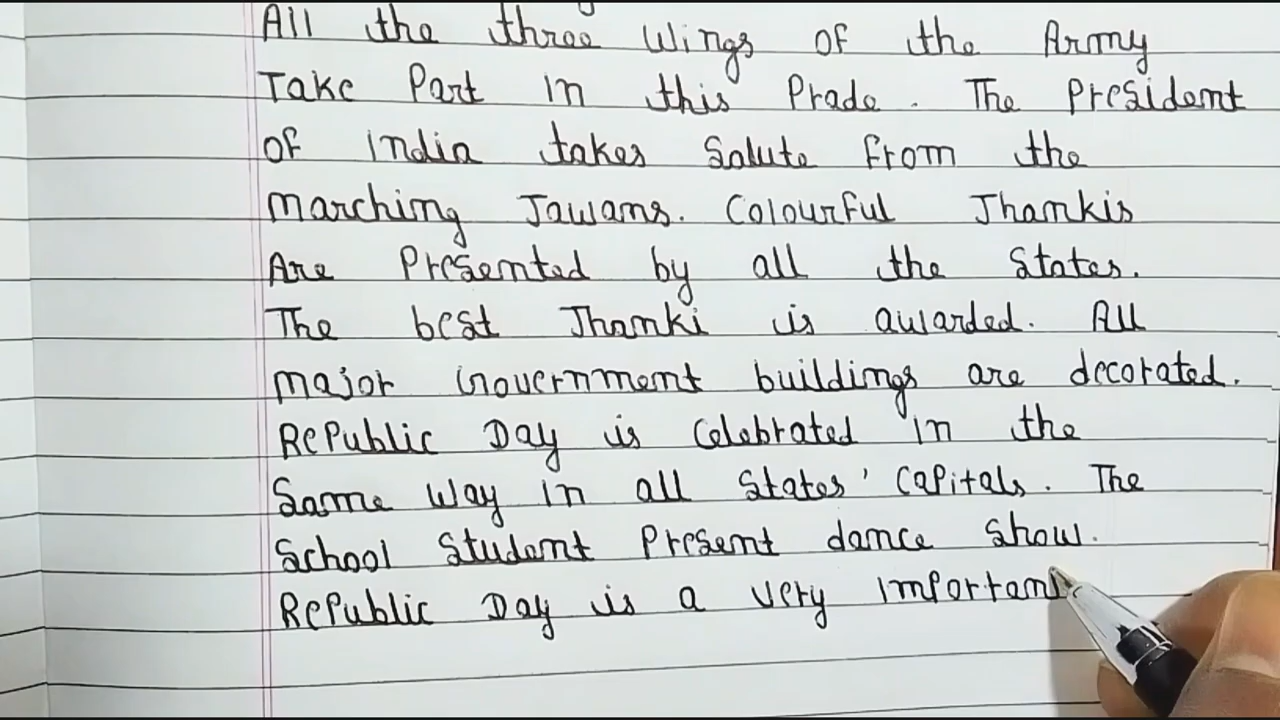 All the three Wings of the Army
Take Part in this Prade. The President
of India takes Salute from the
Marching Jawans. Colourful Jhankis
Are Presented by all the States.
The best Jhanki is awarded. All
major Government buildings are decorated.
Republic Day is Celebrated in the
Same Way in all States' Capitals. The
School Student Present dance Show.
Republic Day is a very Important